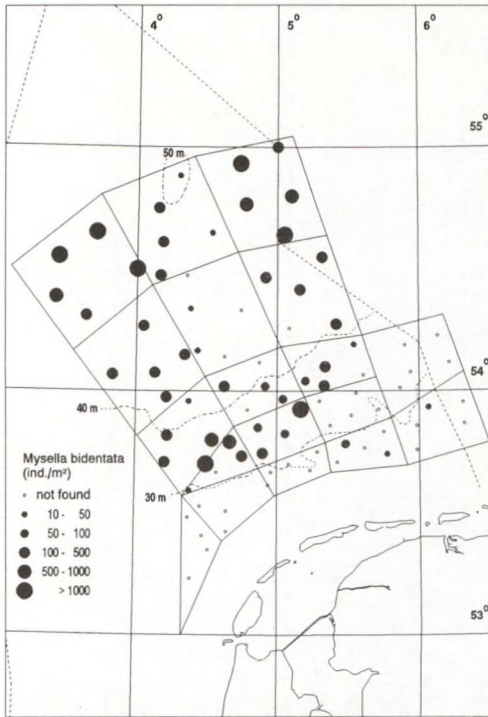 4°
5°
6°
55°
50 m
54°
40 m
Mysella bidentata
(ind./m²)
not found
10 - 50
50 - 100
100 - 500
500 - 1000
> 1000
30 m
53°